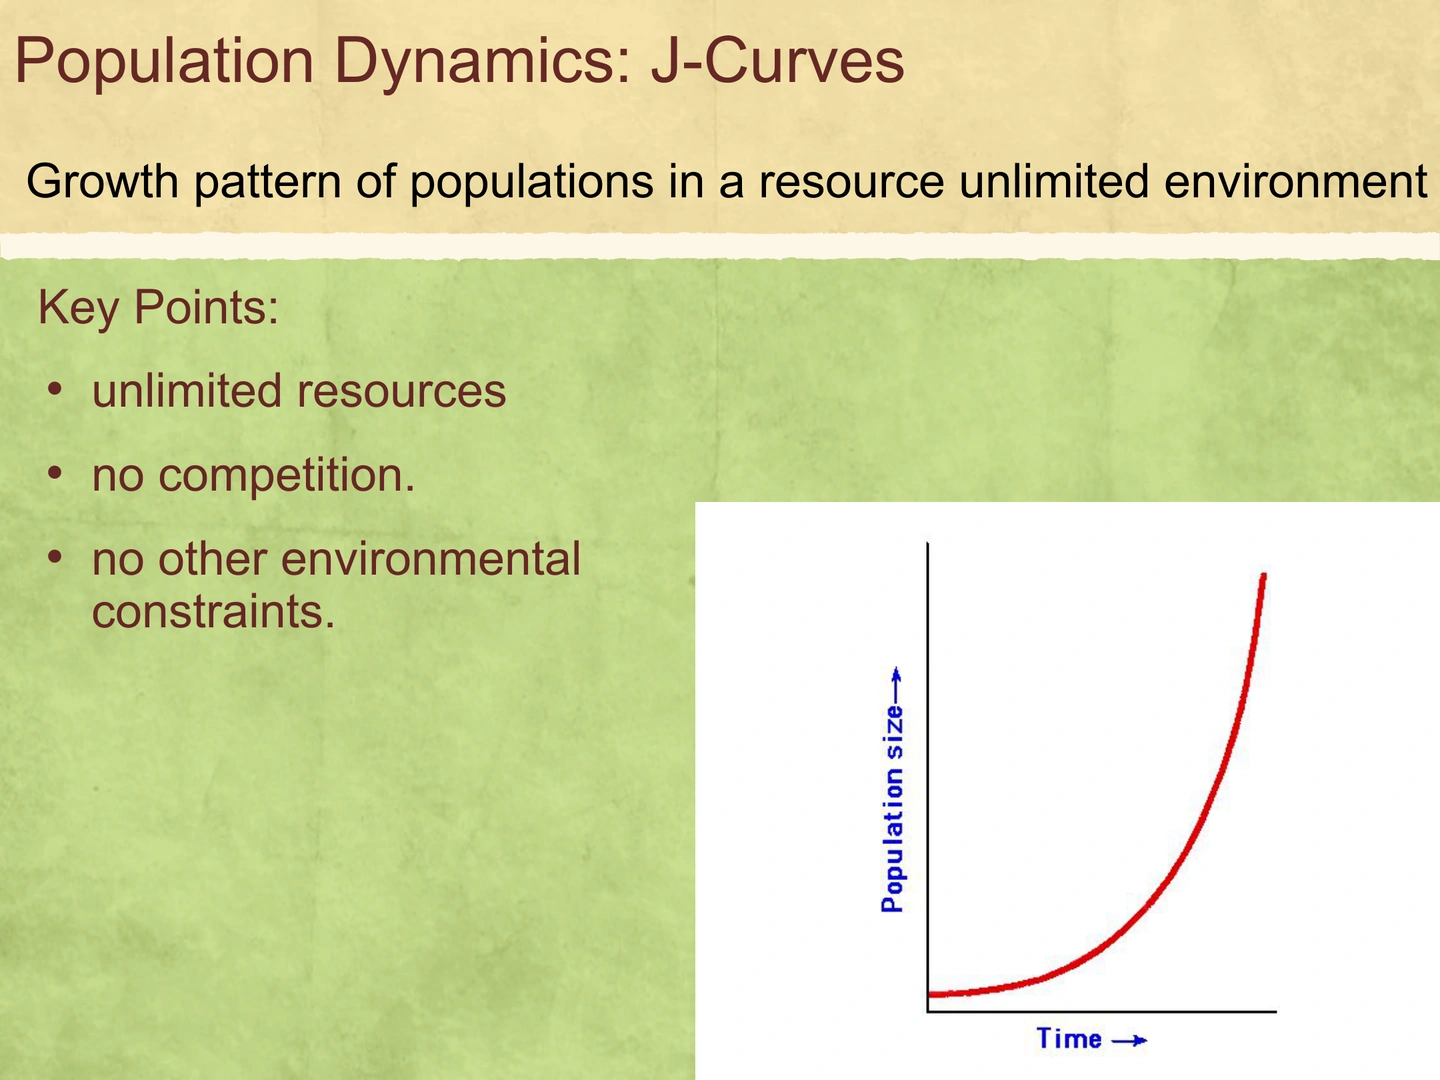 Population Dynamics: J-Curves
Growth pattern of populations in a resource unlimited environment
Key Points:
• unlimited resources
• no competition.
• no other environmental
constraints.
Population size
Time